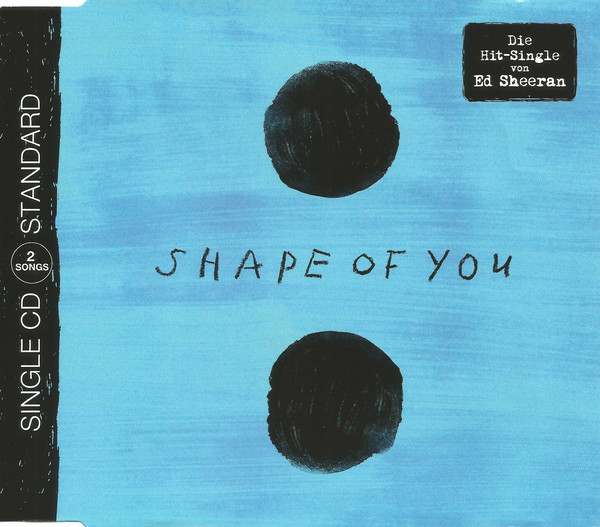 Die
Hit-Single
von
Ed Sheeran
SHAPE OF YOU
SINGLE CD
2
SONGS
STANDARD